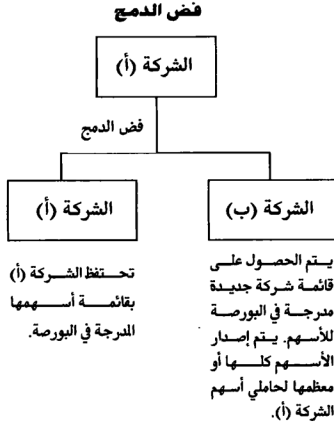 فض الدمج
الشركة (أ)
فض الدمج
الشركة (أ)
تحتفظ الشركة (أ)
بقائمة أسهمها
المدرجة في البورصة.
الشركة (ب)
يتم الحصول على
قائمة شركة جديدة
مدرجة في البورصة
للأسهم. يتم إصدار
الأسهم كلها أو
معظمها لحاملي أسهم
الشركة (أ).